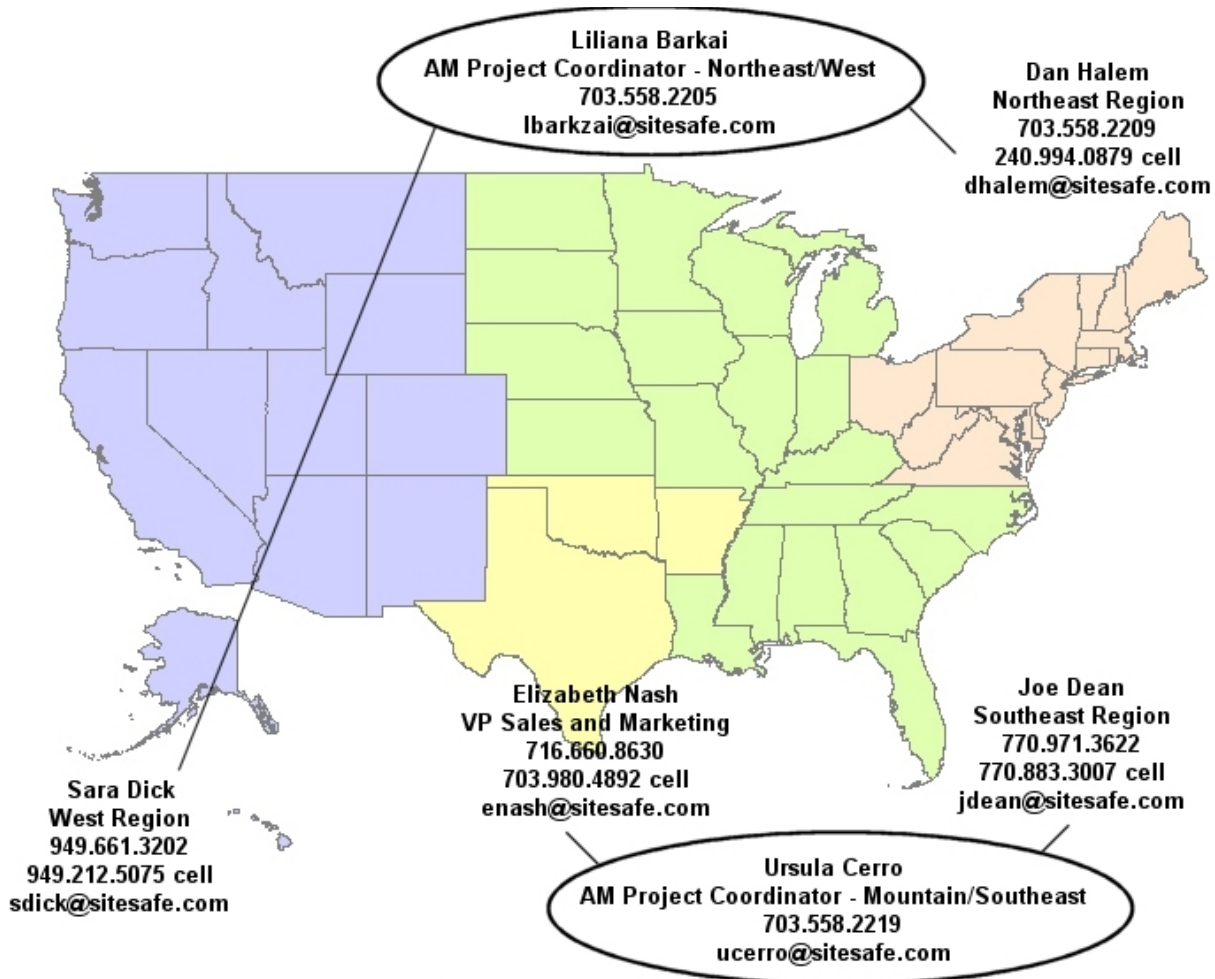 Liliana Barkai
AM Project Coordinator - Northeast/West
703.558.2205
lbarkzai@sitesafe.com
Dan Halem
Northeast Region
703.558.2209
240.994.0879 cell
dhalem@sitesafe.com
Elizabeth Nash
VP Sales and Marketing
716.660.8630
703.980.4892 cell
enash@sitesafe.com
Joe Dean
Southeast Region
770.971.3622
770.883.3007 cell
jdean@sitesafe.com
Sara Dick
West Region
949.661.3202
949.212.5075 cell
sdick@sitesafe.com
Ursula Cerro
AM Project Coordinator - Mountain/Southeast
703.558.2219
ucerro@sitesafe.com